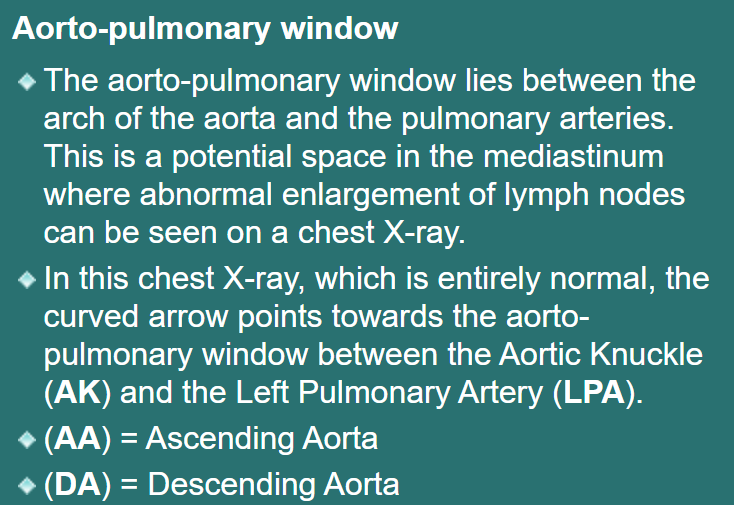 Aorto-pulmonary window
The aorto-pulmonary window lies between the
arch of the aorta and the pulmonary arteries.
This is a potential space in the mediastinum
where abnormal enlargement of lymph nodes
can be seen on a chest X-ray.
In this chest X-ray, which is entirely normal, the
curved arrow points towards the aorto-
pulmonary window between the Aortic Knuckle
(AK) and the Left Pulmonary Artery (LPA).
(AA) = Ascending Aorta
(DA) = Descending Aorta